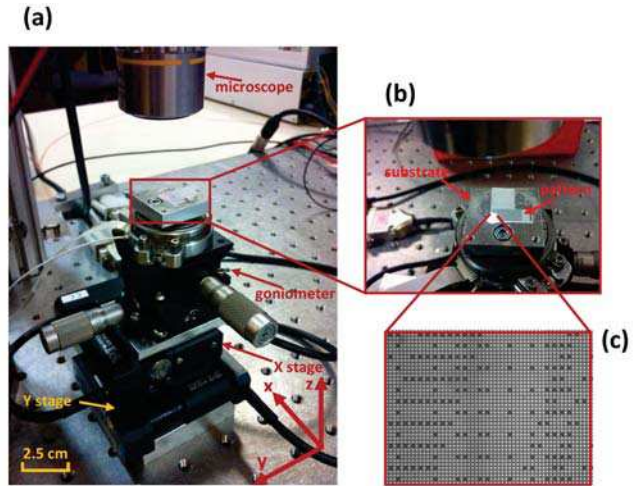 (a)
microscope
(b)
substrate
pattern
goniometer
(c)
X stage
Y stage
x
z
y
2.5 cm